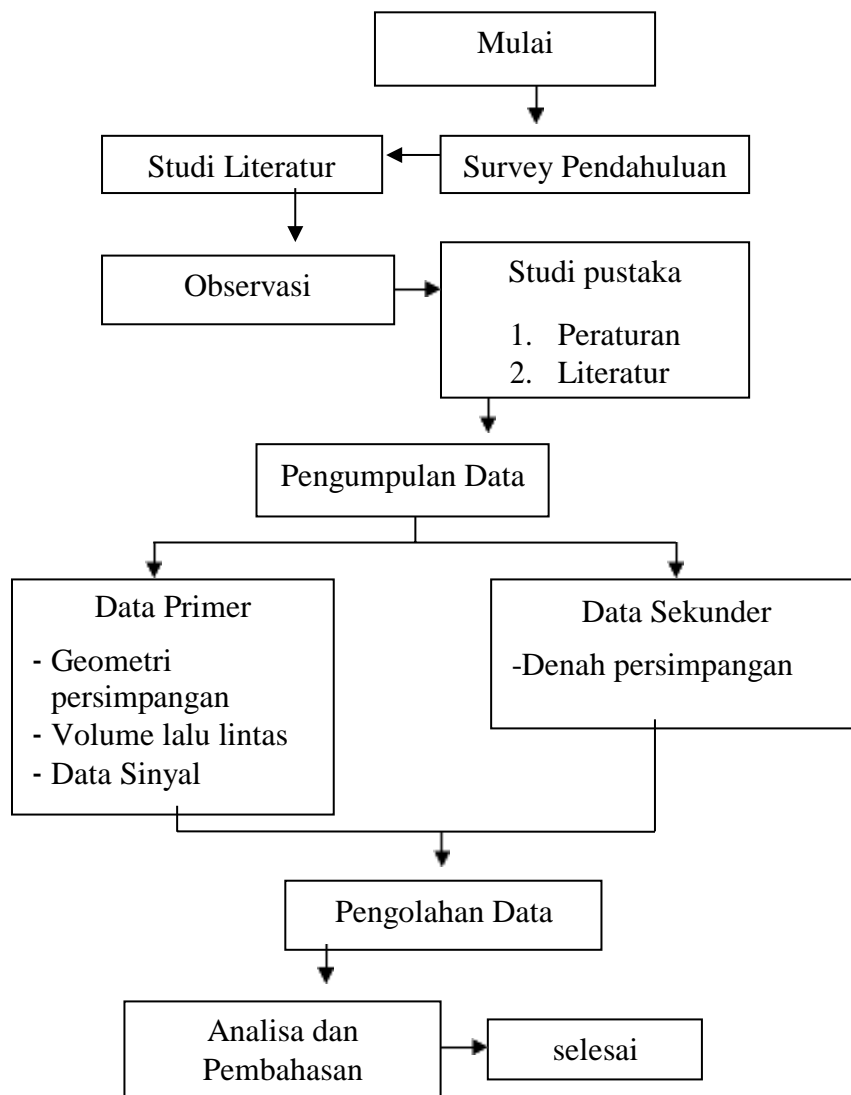 Mulai
Survey Pendahuluan
Studi Literatur
Observasi
Studi pustaka
1. Peraturan
2. Literatur
Pengumpulan Data
Data Primer
- Geometri
persimpangan
- Volume lalu lintas
- Data Sinyal
Data Sekunder
-Denah persimpangan
Pengolahan Data
Analisa dan
Pembahasan
selesai